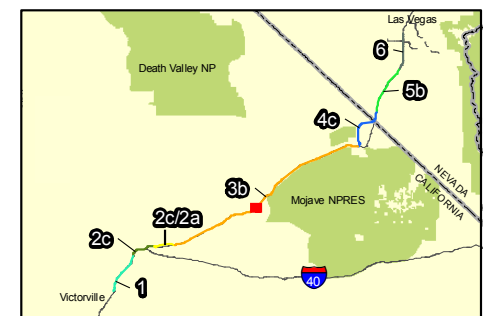 Las Vegas
6
Death Valley NP
5b
4c
NEVADA
CALIFORNIA
3b
Mojave NPRES
2c/2a
2c
40
1
Victorville